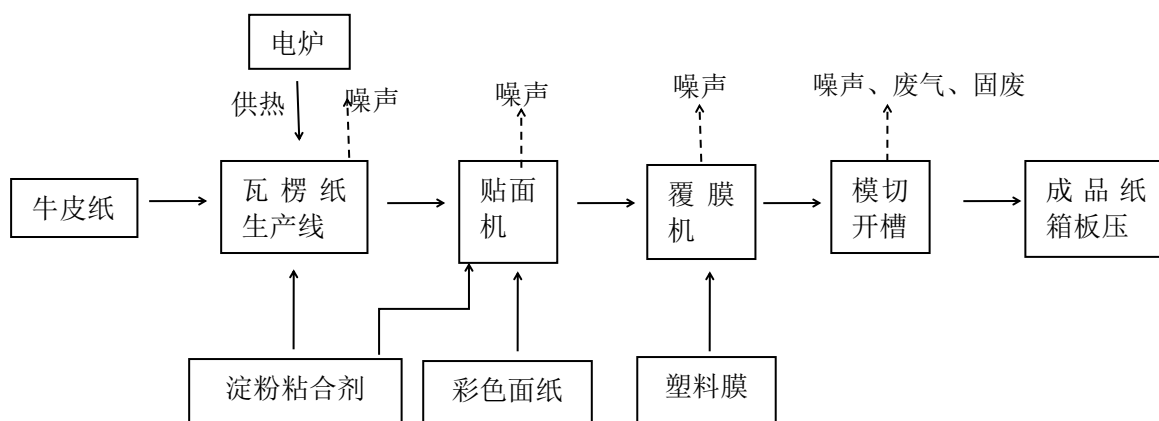 电炉
供热
噪声
噪声
噪声
噪声、废气、固废
牛皮纸
瓦楞纸
生产线
贴面
机
覆膜
机
模切
开槽
成品纸
箱板压
淀粉粘合剂
彩色面纸
塑料膜